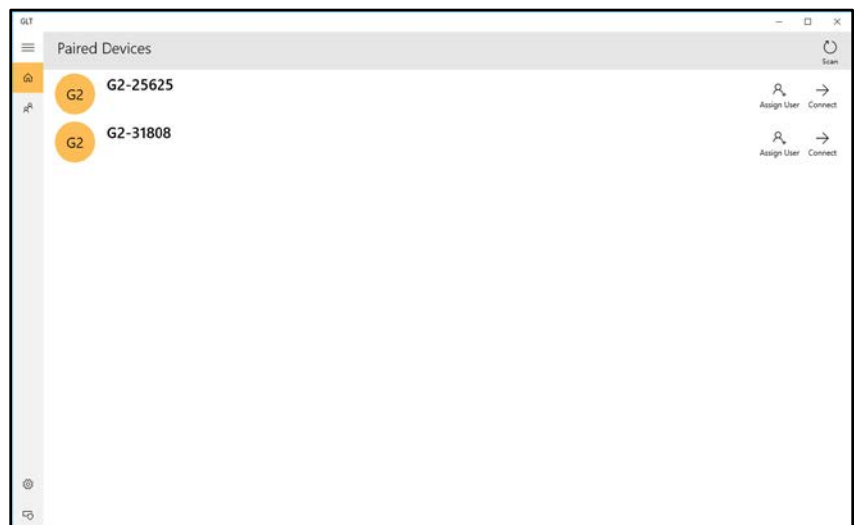 GLT
Paired Devices
Scan
G2
G2-25625
Assign User Connect
G2
G2-31808
Assign User Connect